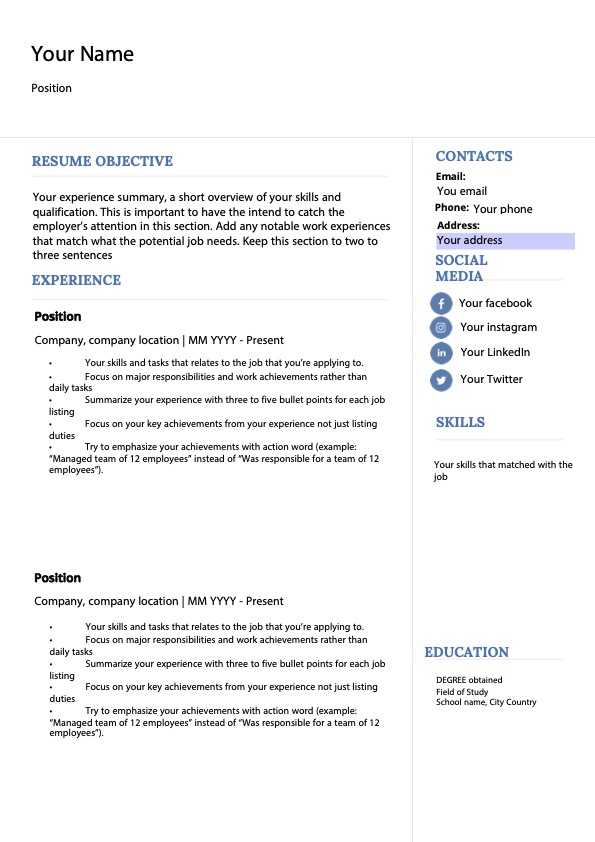 Your Name
Position
RESUME OBJECTIVE
Your experience summary, a short overview of your skills and
qualification. This is important to have the intend to catch the
employer’s attention in this section. Add any notable work experiences
that match what the potential job needs. Keep this section to two to
three sentences
EXPERIENCE
Position
Company, company location | MM YYYY - Present
• Your skills and tasks that relates to the job that you’re applying to.
• Focus on major responsibilities and work achievements rather than
daily tasks
• Summarize your experience with three to five bullet points for each job
listing
• Focus on your key achievements from your experience not just listing
duties
• Try to emphasize your achievements with action word (example:
“Managed team of 12 employees” instead of “Was responsible for a team of 12
employees”).
Position
Company, company location | MM YYYY - Present
• Your skills and tasks that relates to the job that you’re applying to.
• Focus on major responsibilities and work achievements rather than
daily tasks
• Summarize your experience with three to five bullet points for each job
listing
• Focus on your key achievements from your experience not just listing
duties
• Try to emphasize your achievements with action word (example:
“Managed team of 12 employees” instead of “Was responsible for a team of 12
employees”).
CONTACTS
Email:
You email
Phone: Your phone
Address:
Your address
SOCIAL
MEDIA
Your facebook
Your instagram
Your LinkedIn
Your Twitter
SKILLS
Your skills that matched with the
job
EDUCATION
DEGREE obtained
Field of Study
School name, City Country